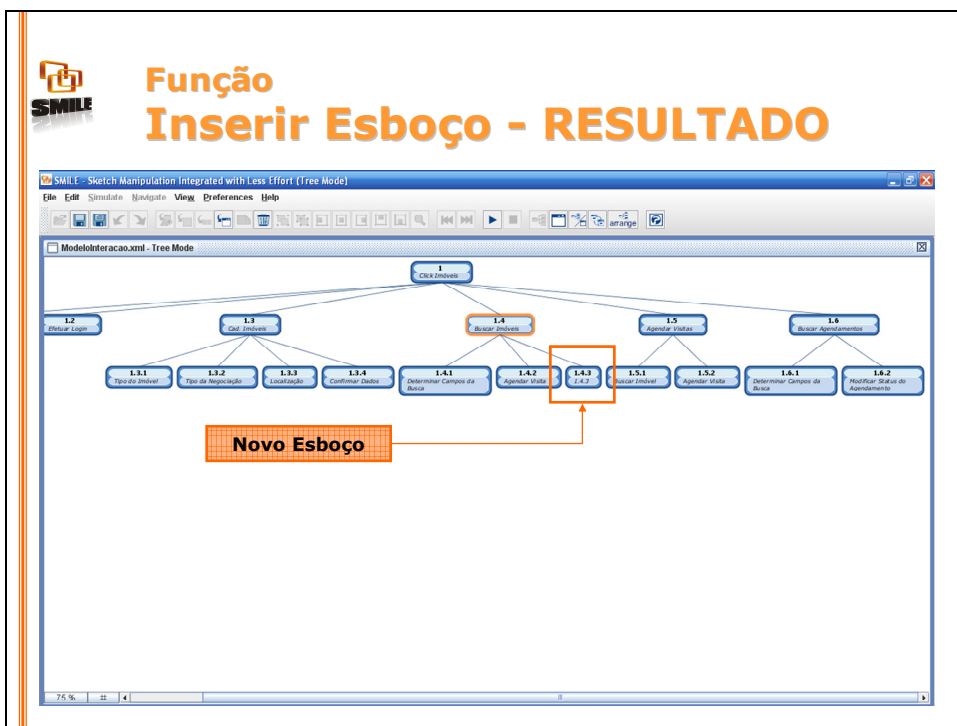 SMILE
Função
Inserir Esboço - RESULTADO
SMILE - Sketch Manipulation Integrated with Less Effort (Tree Mode)
File Edit Simulate Navigate View Preferences Help
arrange
ModeloInteracao.xml - Tree Mode
1
Click Imóveis
1.2
Efetuar Login
1.3
Cad. Imóveis
1.4
Buscar Imóveis
1.5
Agendar Visitas
1.6
Buscar Agendamentos
1.3.1
Tipo do Imóvel
1.3.2
Tipo da Negociação
1.3.3
Localização
1.3.4
Confirmar Dados
1.4.1
Determinar Campos da
Busca
1.4.2
Agendar Visita
1.4.3
1.4.3
1.5.1
Buscar Imóvel
1.5.2
Agendar Visita
1.6.1
Determinar Campos da
Busca
1.6.2
Modificar Status do
Agendamento
Novo Esboço
75 %